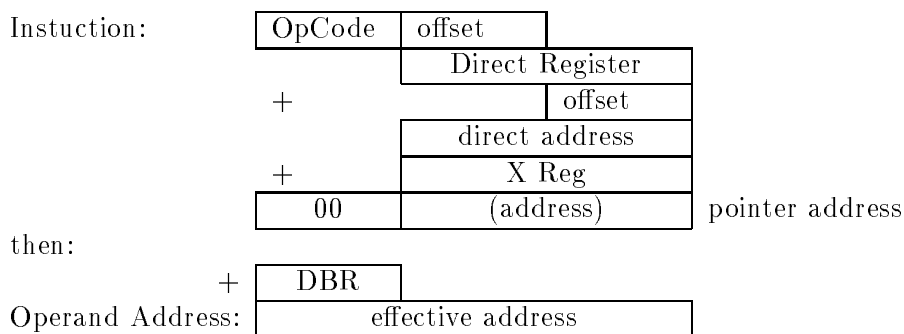 Instuction: OpCode offset
Direct Register
+ offset
direct address
+ X Reg
00 (address) pointer address
then:
+ DBR
Operand Address: effective address